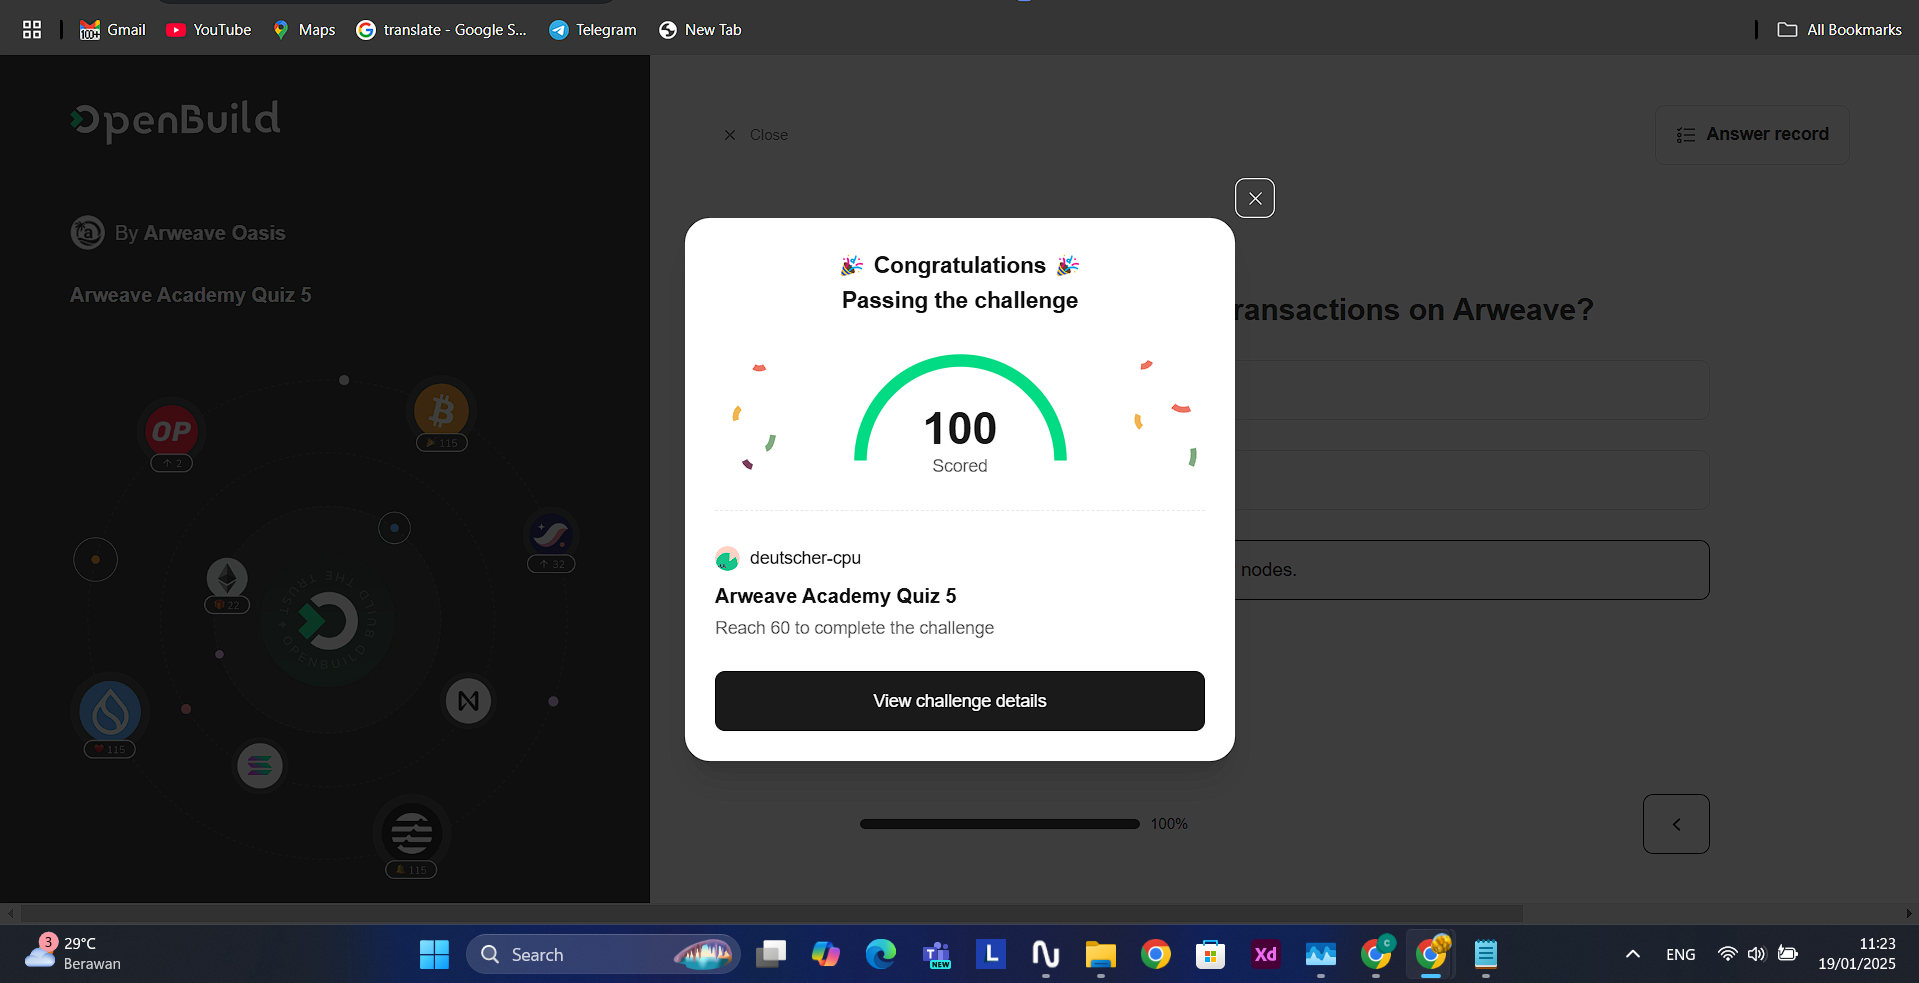 Gmail
YouTube
Maps
translate - Google S...
Telegram
New Tab
All Bookmarks
OpenBuild
By Arweave Oasis
Arweave Academy Quiz 5
OP
2
115
32
22
THE TRUST
OPENBUILD
115
115
Close
Answer record
ransactions on Arweave?
nodes.
100%
Congratulations
Passing the challenge
100
Scored
deutscher-cpu
Arweave Academy Quiz 5
Reach 60 to complete the challenge
View challenge details
3
29°C
Berawan
Search
NEW
L
Xd
C
ENG
11:23
19/01/2025